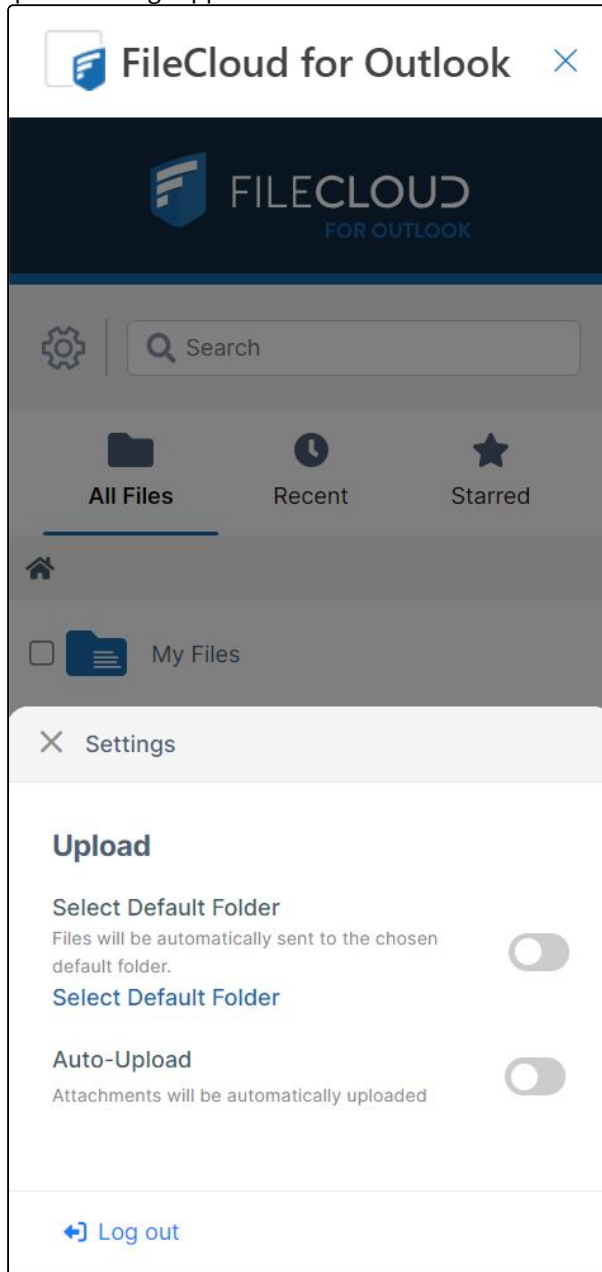 FileCloud for Outlook
FILECLOUD
FOR OUTLOOK
Search
All Files Recent Starred
My Files
Settings
Upload
Select Default Folder
Files will be automatically sent to the chosen
default folder.
Select Default Folder
Auto-Upload
Attachments will be automatically uploaded
Log out